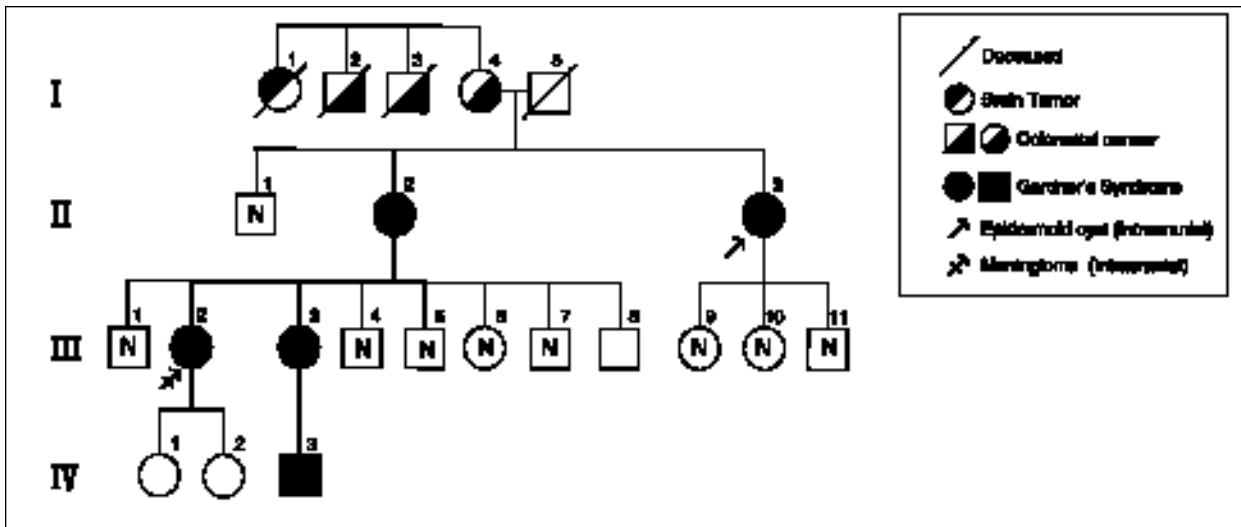 1 2 3 4 5
I
Deceased
Brain Tumor
Colorectal cancer
Gardner's Syndrome
Epidermoid cyst (Intracranial)
Meningioma (Intracranial)
1 2 3
II N
1 2 3 4 5 6 7 8 9 10 11
III N N N N N N N N
1 2 3
IV